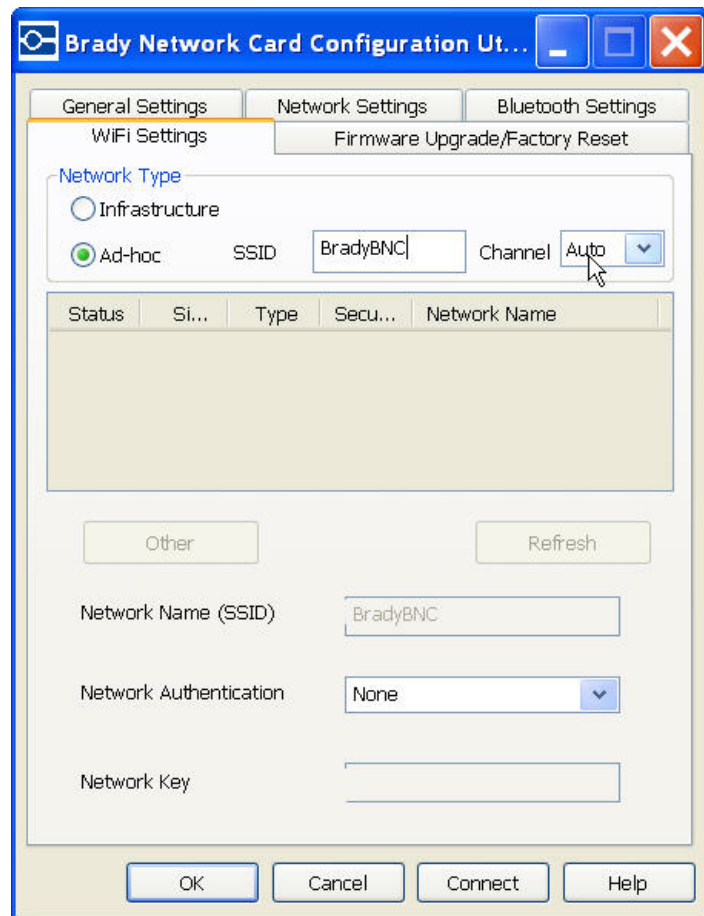 Brady Network Card Configuration Ut...
General Settings Network Settings Bluetooth Settings
WiFi Settings Firmware Upgrade/Factory Reset
Network Type
Infrastructure
Ad-hoc SSID BradyBNC Channel Auto
Status Si... Type Secu... Network Name
Other Refresh
Network Name (SSID) BradyBNC
Network Authentication None
Network Key
OK Cancel Connect Help